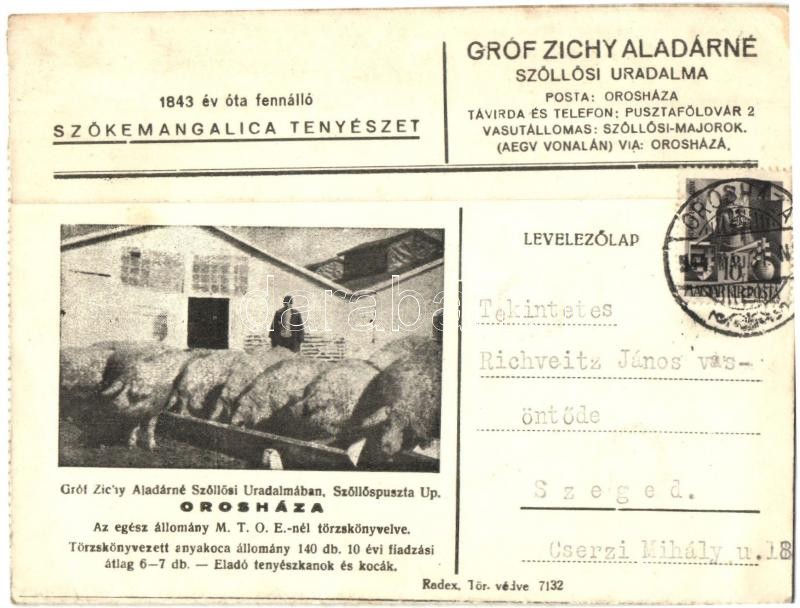 1843 év óta fennálló
SZŐKEMANGALICA TENYÉSZET
GRÓF ZICHY ALADÁRNÉ
SZŐLLŐSI URADALMA
POSTA: OROSHÁZA
TÁVIRDA ÉS TELEFON: PUSZTAFÖLDVÁR 2
VASUTÁLLOMAS: SZŐLLŐSI-MAJOROK.
(AEGV VONALÁN) VIA: OROSHÁZA.
LEVELEZŐLAP
OROSHÁZA
MAGYAR KIR. POSTA
Tekintetes
Richveitz János vas-
öntőde
Szeged.
Cserzi Mihály u.18
darabanth
Gróf Zichy Aladárné Szőllősi Uradalmában, Szőllőspuszta Up.
OROSHÁZA
Az egész állomány M. T. O. E.-nél törzskönyvelve.
Törzskönyvezett anyakoca állomány 140 db. 10 évi fiadzási
átlag 6—7 db. — Eladó tenyészkanok és kocák.
Radex, Tör. védve 7132